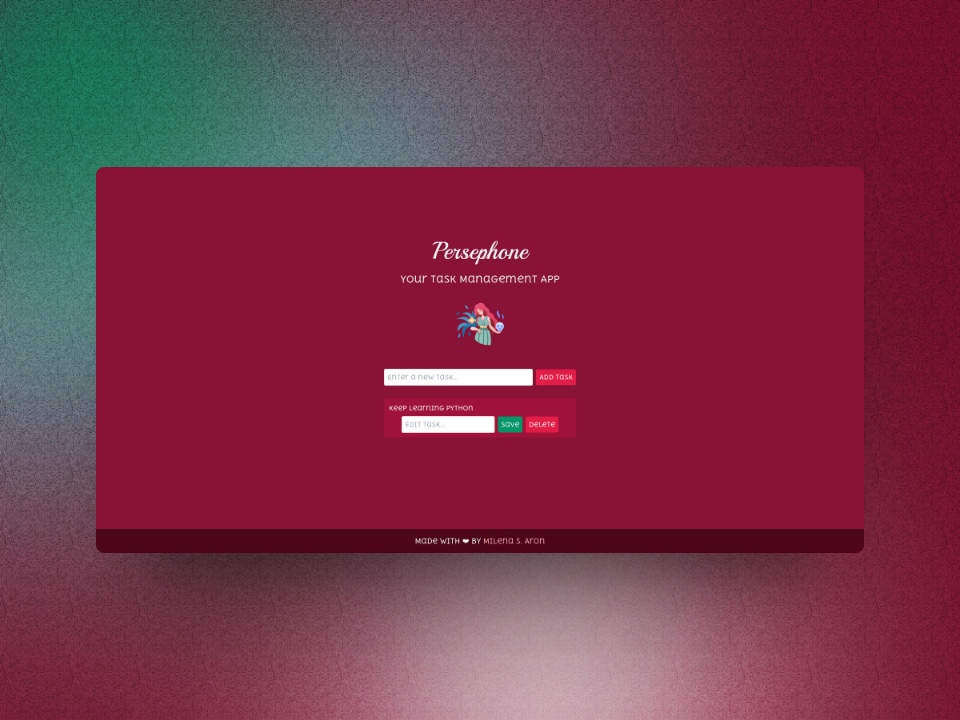 Persephone
Your Task Management App
Enter a new task...
Add Task
Keep Learning Python
Edit task...
Save
Delete
Made with ❤ by Milena S. Aron